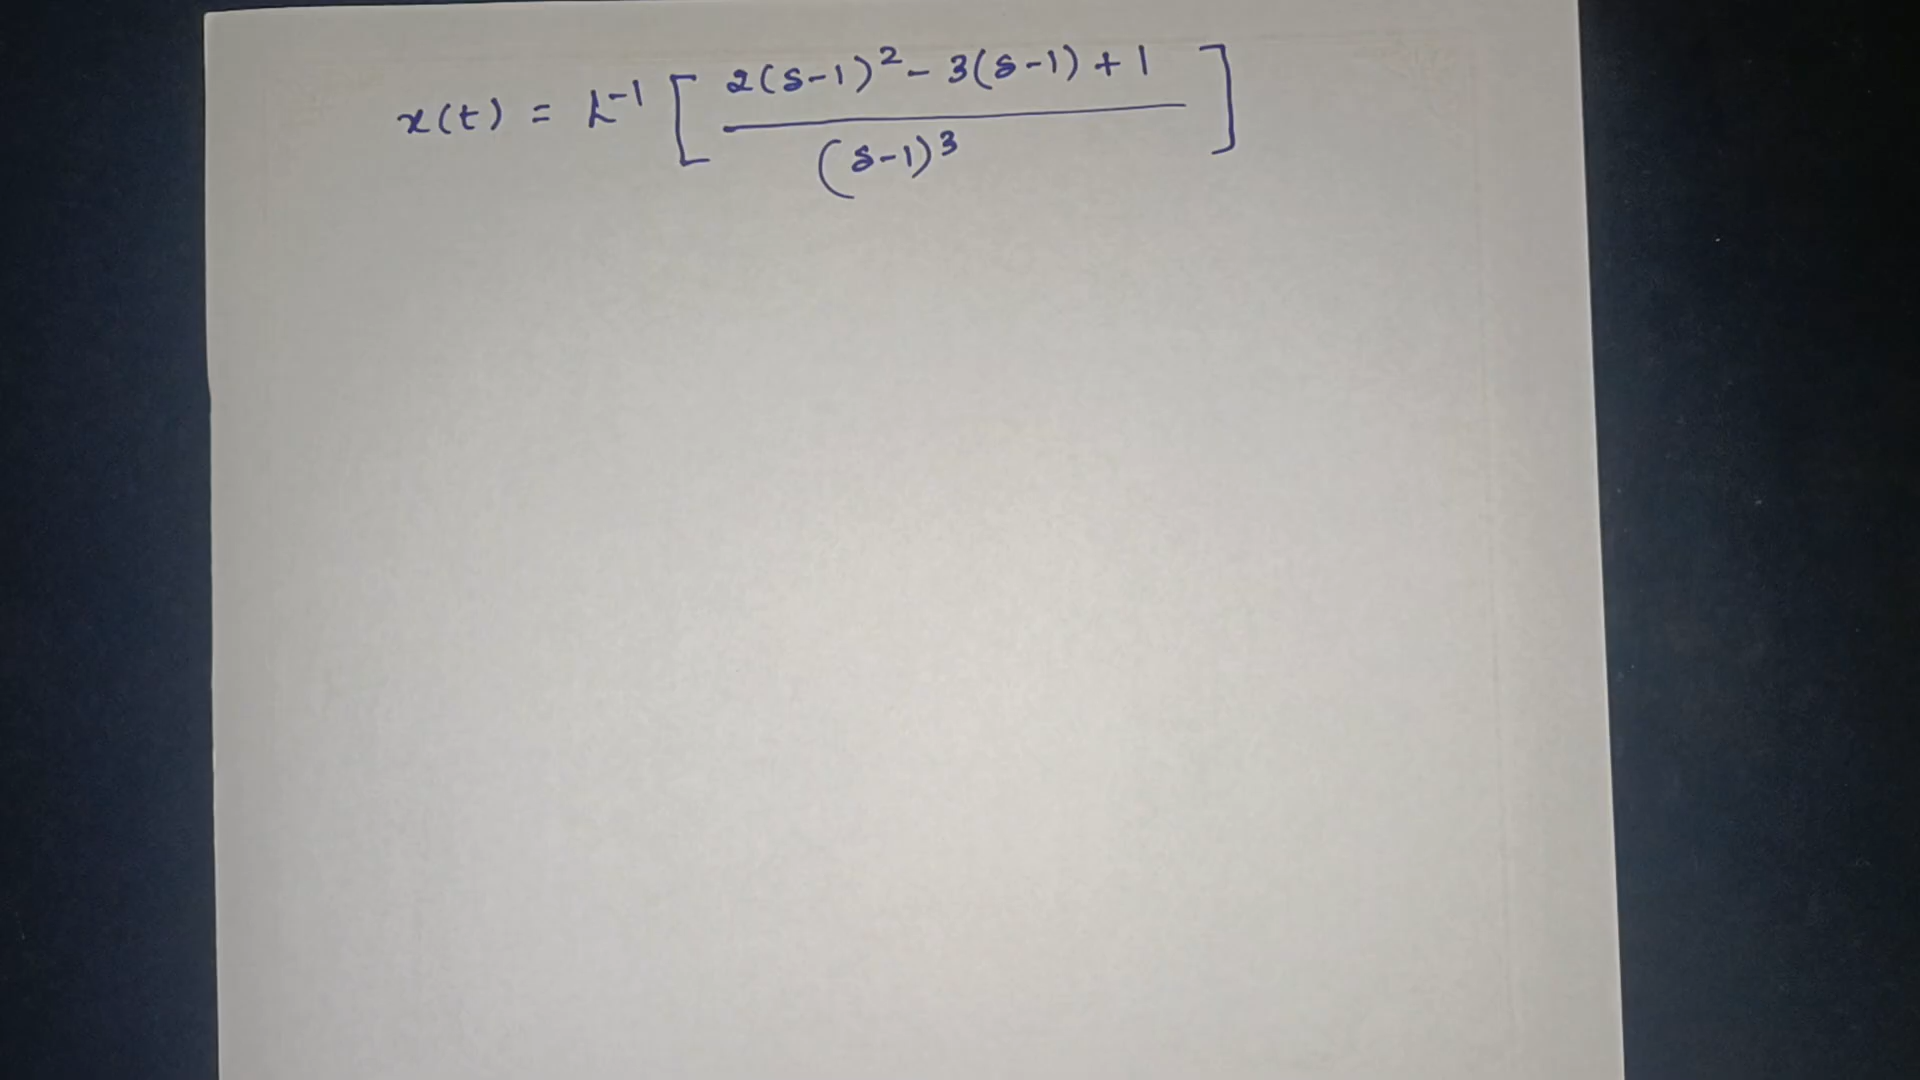 x(t) = L⁻¹ [ 2(s-1)² - 3(s-1) + 1 / (s-1)³ ]